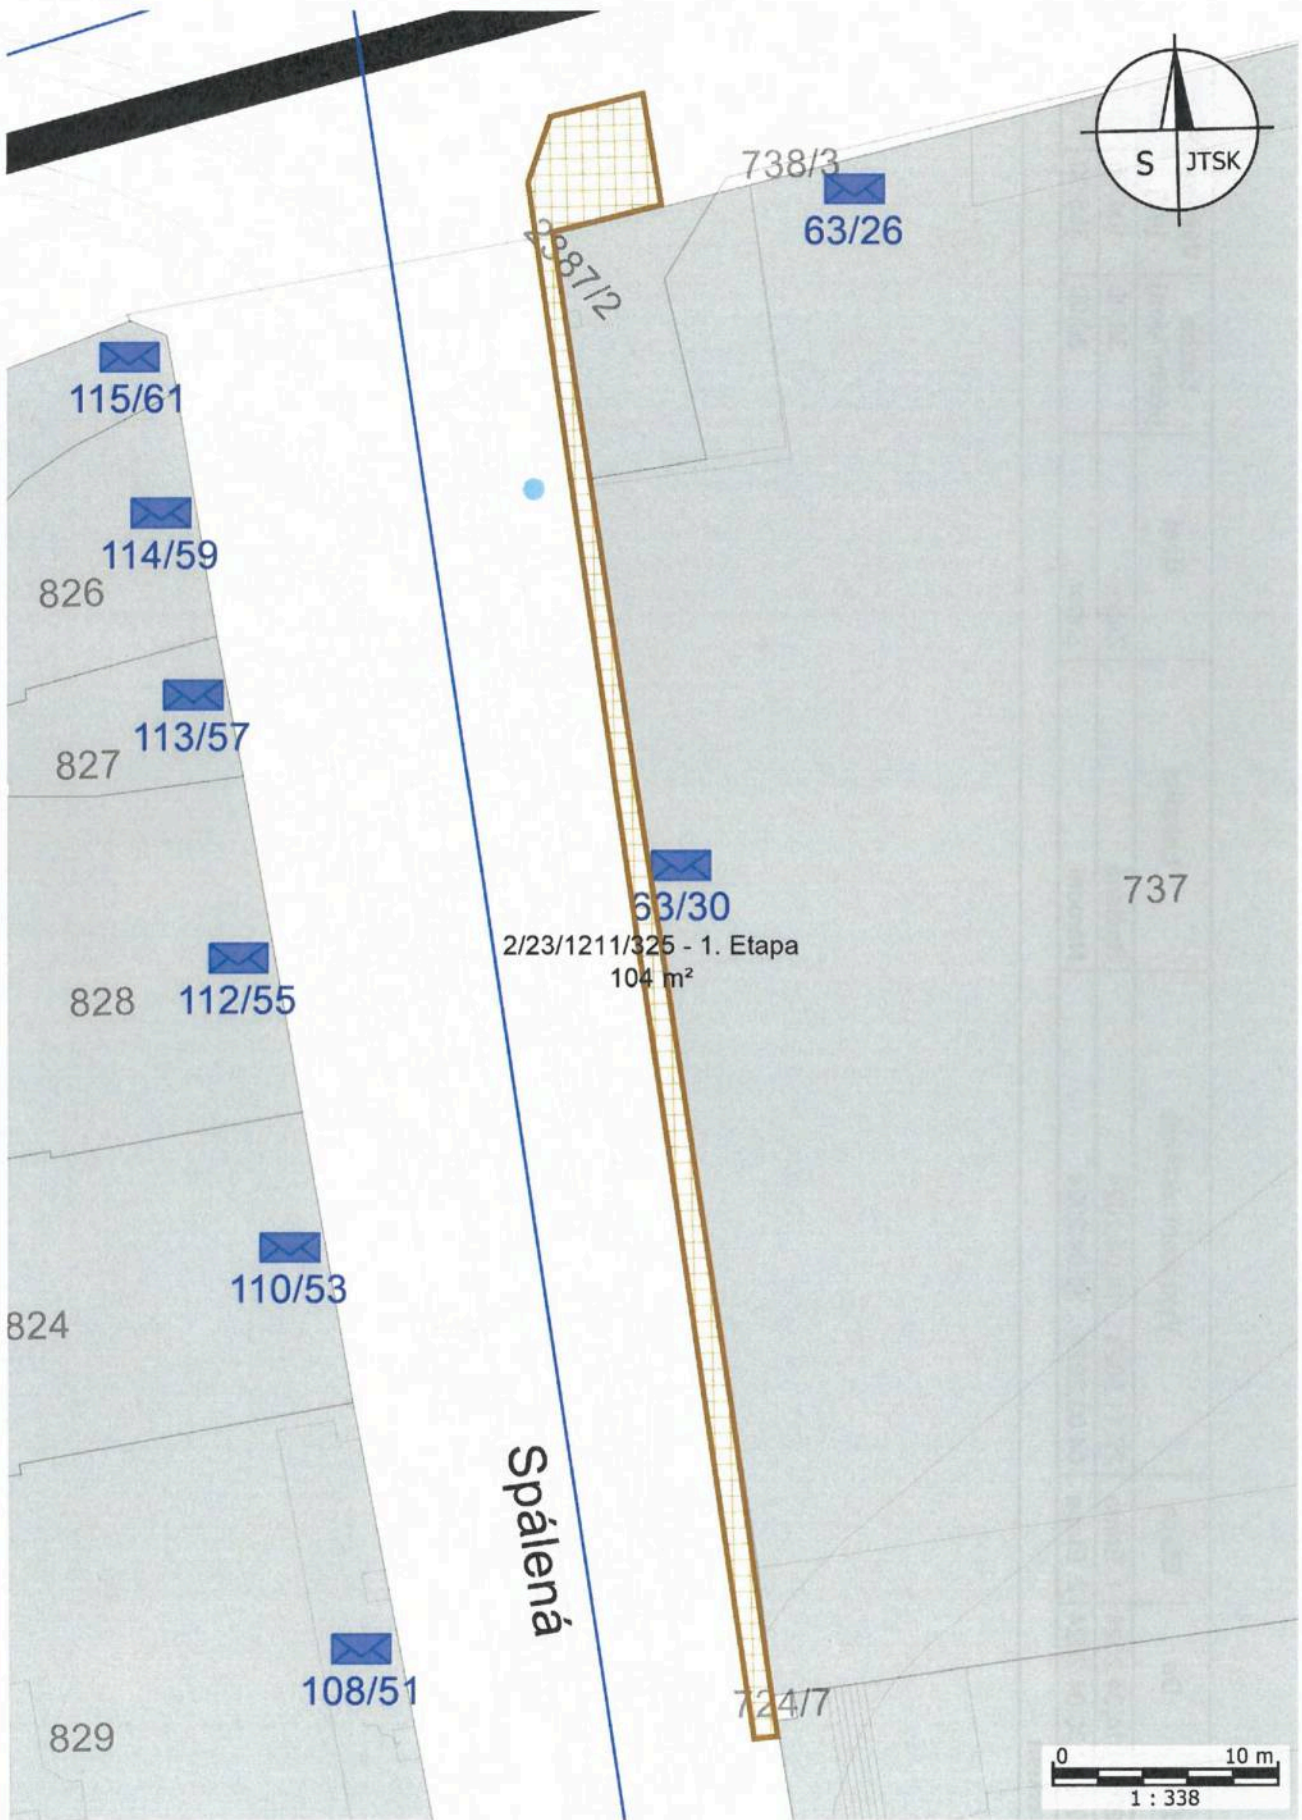 738/3
63/26
S JTSK
2387/2
115/61
114/59
826
113/57
827
63/30
737
2/23/1211/325 - 1. Etapa
104 m²
828
112/55
110/53
824
Spálená
108/51
724/7
829
0 10 m
1 : 338